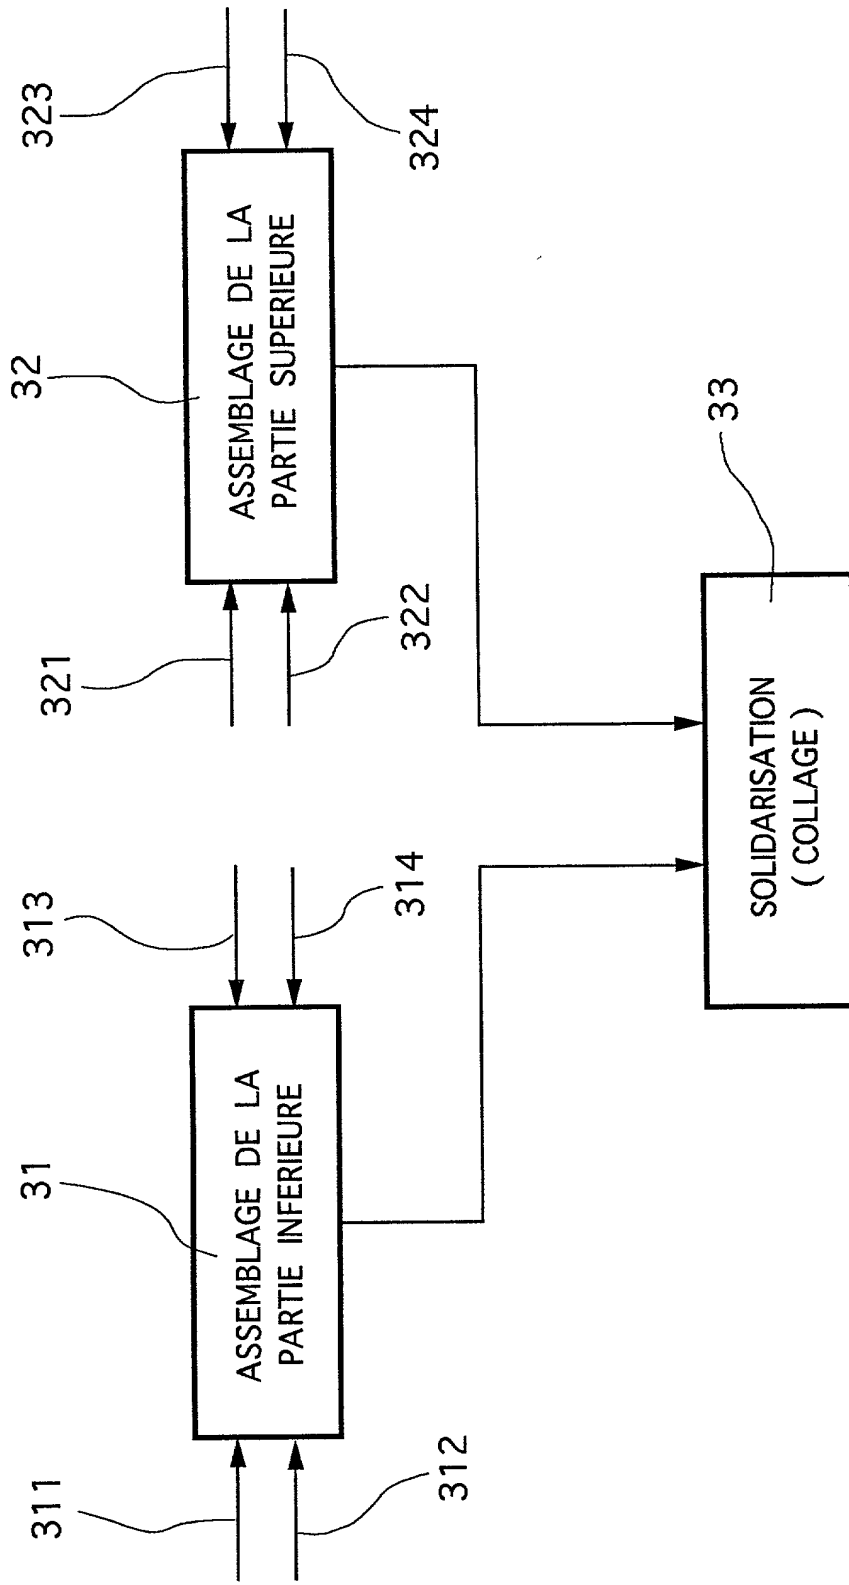 311
312
31
ASSEMBLAGE DE LA
PARTIE INFERIEURE
313
314
321
322
32
ASSEMBLAGE DE LA
PARTIE SUPERIEURE
323
324
33
SOLIDARISATION
( COLLAGE )